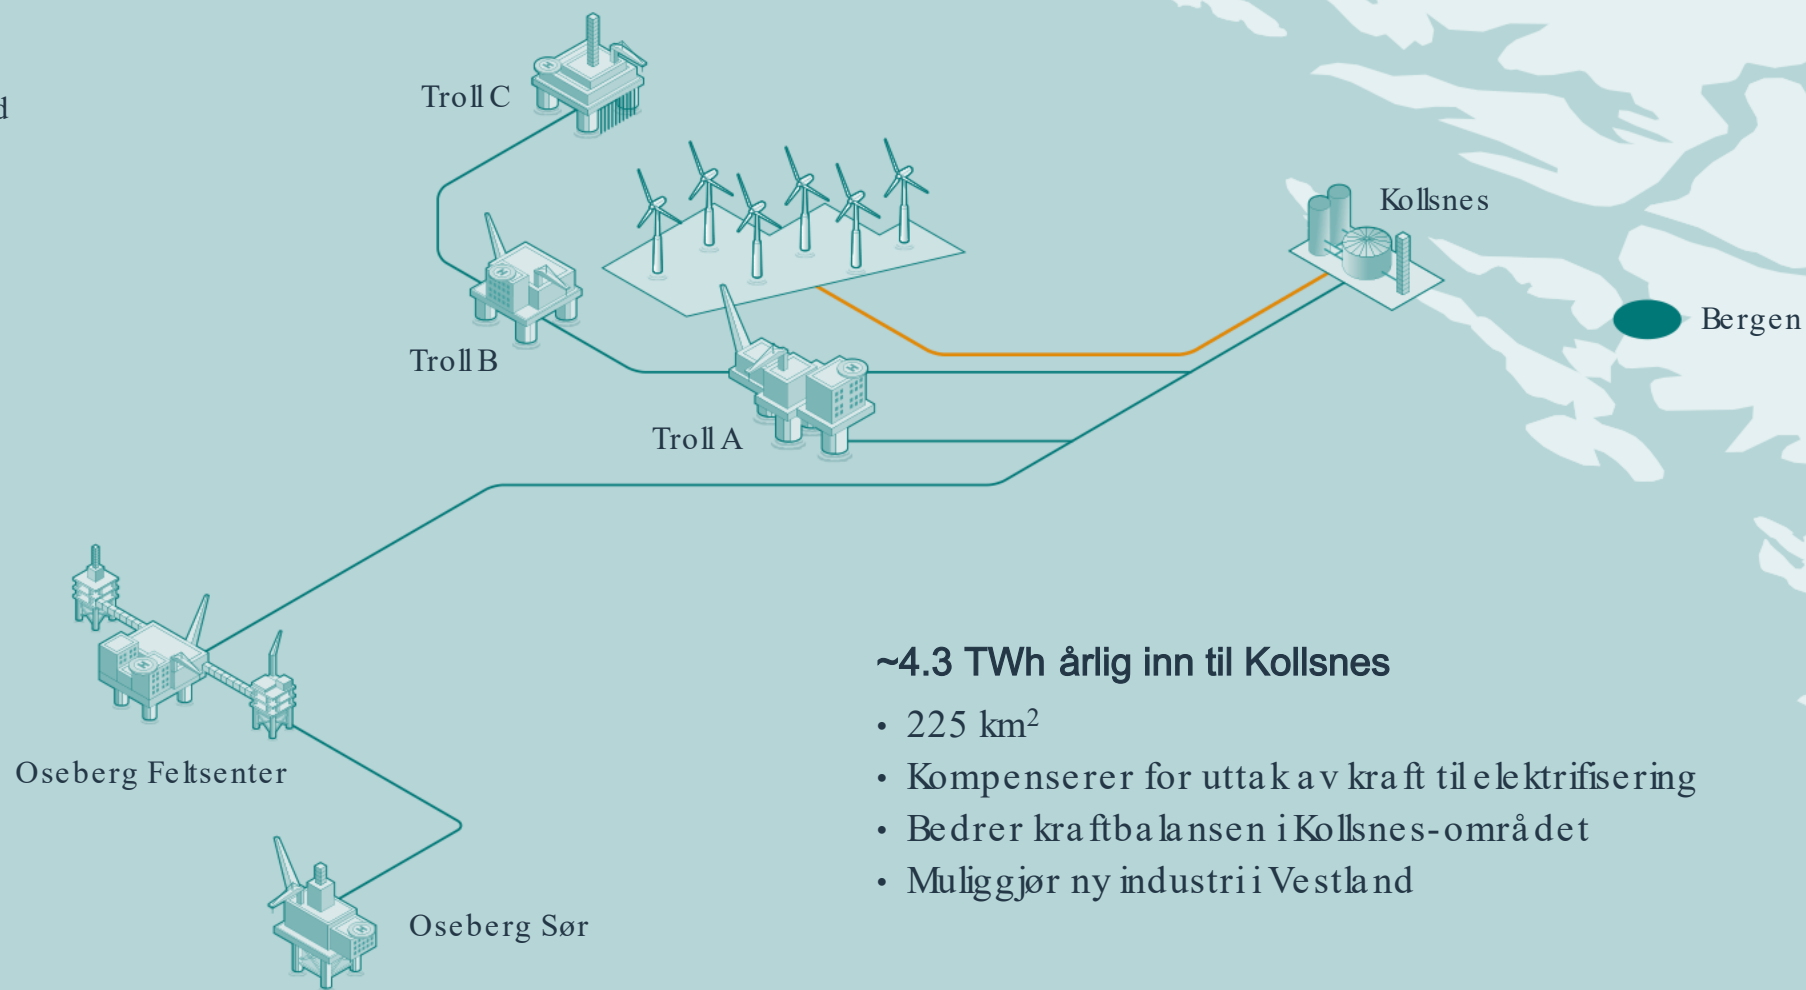 d
Troll C
Kollsnes
Bergen
Troll B
Troll A
~4.3 TWh årlig inn til Kollsnes
• 225 km²
Oseberg Feltsenter
• Kompenserer for uttak av kraft til elektrifisering
• Bedrer kraftbalansen i Kollsnes-området
• Muliggjør ny industri i Vestland
Oseberg Sør